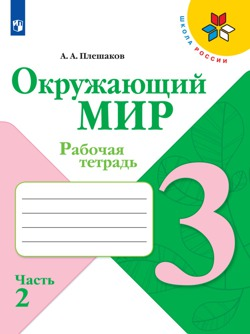 ШКОЛА РОССИИ
А. А. Плешаков
Окружающий
МИР
Рабочая
тетрадь
3
Часть
2